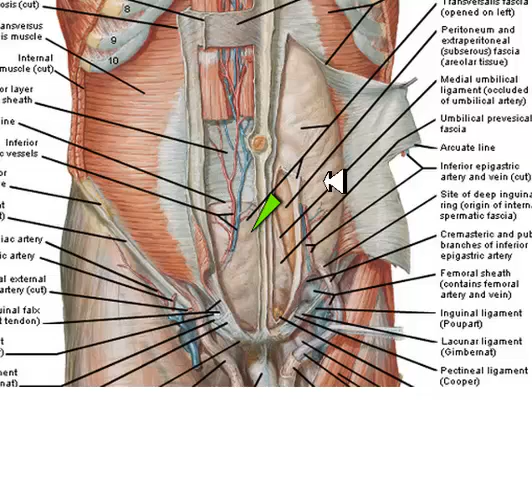 osis (cut)
ansversus
is muscle
Internal
muscle (cut)
or layer
sheath
ine
Inferior
c vessels
or
e
nt
t)
iac artery
ic artery
al external
artery (cut)
uinal falx
t tendon)
t
)
ment
nat)
8
9
10
Transversalis fascia
(opened on left)
Peritoneum and
extraperitoneal
(subserous) fascia
(areolar tissue)
Medial umbilical
ligament (occluded
of umbilical artery)
Umbilical prevesical
fascia
Arcuate line
Inferior epigastric
artery and vein (cut)
Site of deep inguina
ring (origin of intern
spermatic fascia)
Cremasteric and pub
branches of inferior
epigastric artery
Femoral sheath
(contains femoral
artery and vein)
Inguinal ligament
(Poupart)
Lacunar ligament
(Gimbernat)
Pectineal ligament
(Cooper)